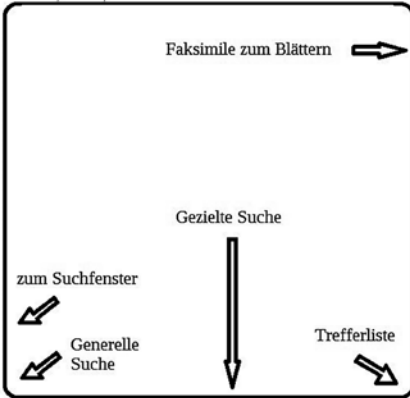 Faksimile zum Blättern
Gezielte Suche
zum Suchfenster
Generelle
Suche
Trefferliste